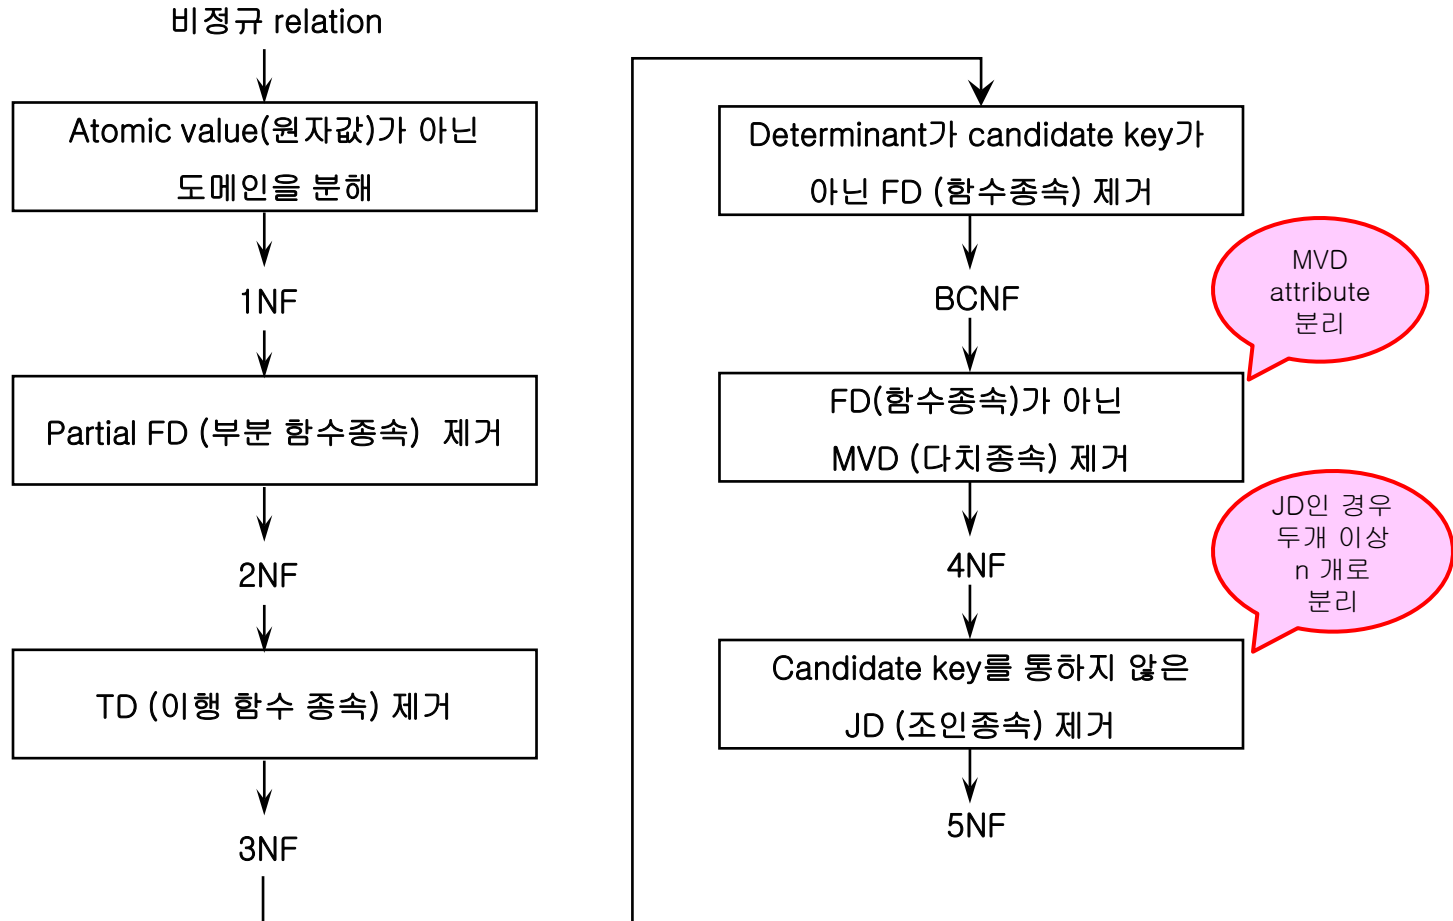 비정규 relation
Atomic value(원자값)가 아닌
도메인을 분해
1NF
Partial FD (부분 함수종속) 제거
2NF
TD (이행 함수 종속) 제거
3NF
Determinant가 candidate key가
아닌 FD (함수종속) 제거
BCNF
MVD
attribute
분리
FD(함수종속)가 아닌
MVD (다치종속) 제거
4NF
JD인 경우
두개 이상
n 개로
분리
Candidate key를 통하지 않은
JD (조인종속) 제거
5NF